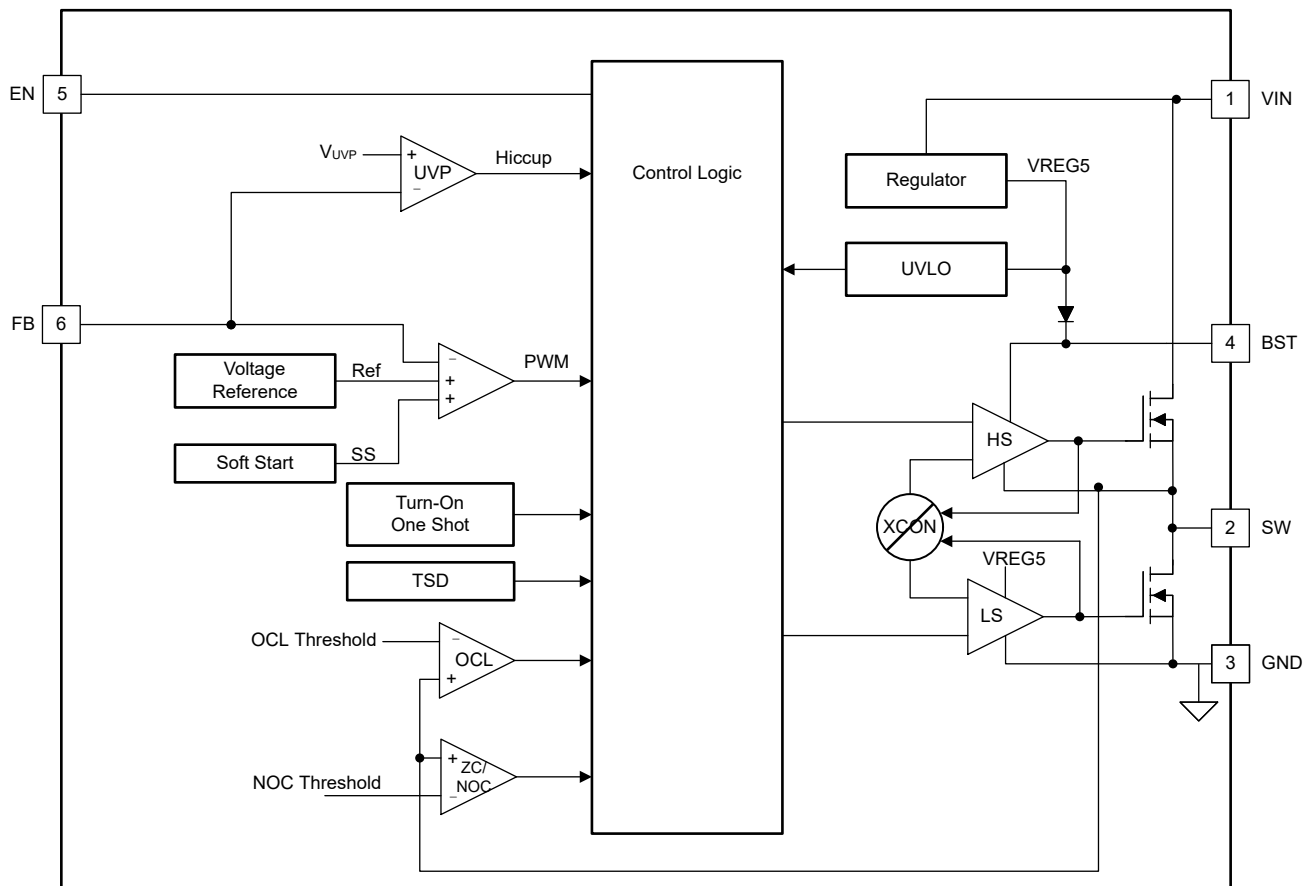 EN
5
1
VIN
VUVP
+
−
UVP
Hiccup
Control Logic
Regulator
VREG5
UVLO
FB
6
4
BST
Voltage
Reference
Ref
−
+
+
PWM
Soft Start
SS
HS
Turn-On
One Shot
XCON
2
SW
TSD
VREG5
LS
OCL Threshold
−
+
OCL
3
GND
NOC Threshold
+
−
ZC/
NOC